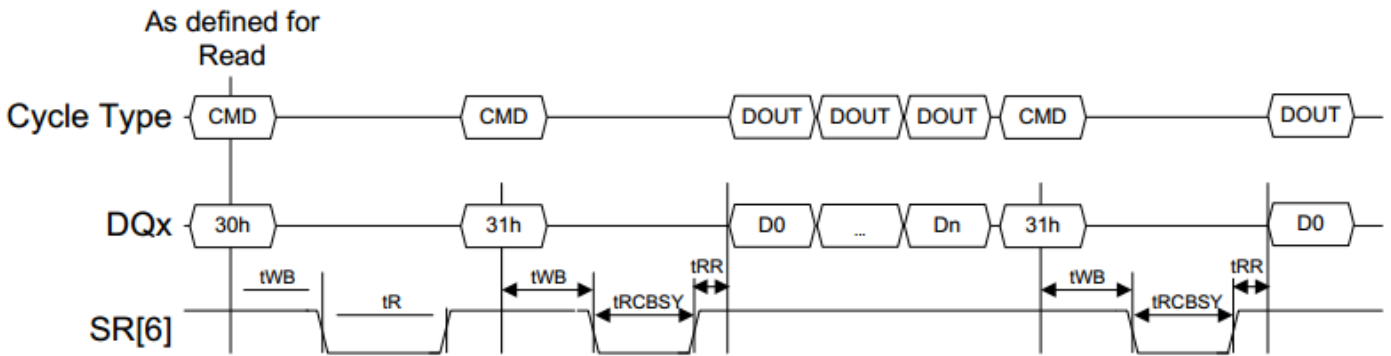 As defined for
Read
Cycle Type CMD CMD DOUT DOUT DOUT CMD DOUT
DQx 30h 31h D0 ... Dn 31h D0
tWB tR tWB tRCBSY tRR tWB tRCBSY tRR
SR[6]